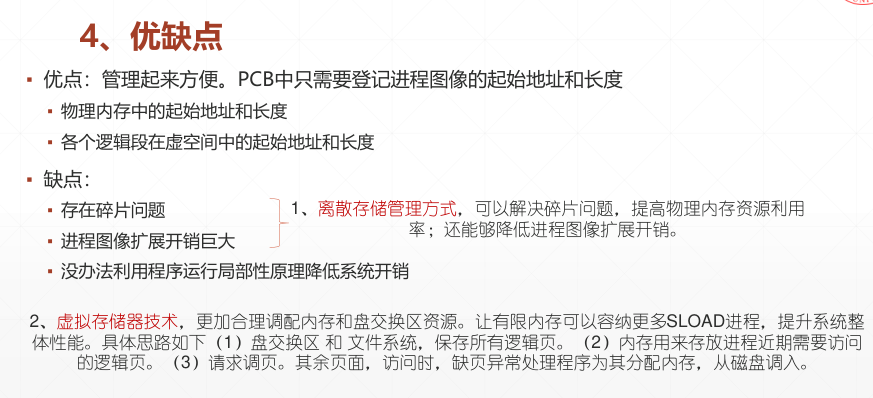 4、优缺点
▪ 优点：管理起来方便。PCB中只需要登记进程图像的起始地址和长度
▪ 物理内存中的起始地址和长度
▪ 各个逻辑段在虚空间中的起始地址和长度
▪ 缺点：
▪ 存在碎片问题
▪ 进程图像扩展开销巨大
▪ 没办法利用程序运行局部性原理降低系统开销
1、离散存储管理方式，可以解决碎片问题，提高物理内存资源利用
率；还能够降低进程图像扩展开销。
2、虚拟存储器技术，更加合理调配内存和盘交换区资源。让有限内存可以容纳更多SLOAD进程，提升系统整
体性能。具体思路如下（1）盘交换区 和 文件系统，保存所有逻辑页。（2）内存用来存放进程近期需要访问
的逻辑页。（3）请求调页。其余页面，访问时，缺页异常处理程序为其分配内存，从磁盘调入。